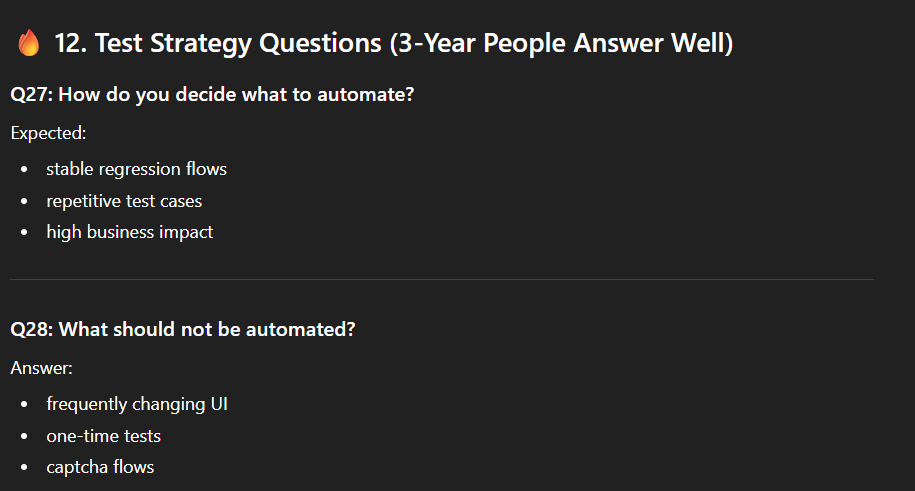 🔥 12. Test Strategy Questions (3-Year People Answer Well)
Q27: How do you decide what to automate?
Expected:
• stable regression flows
• repetitive test cases
• high business impact
Q28: What should not be automated?
Answer:
• frequently changing UI
• one-time tests
• captcha flows